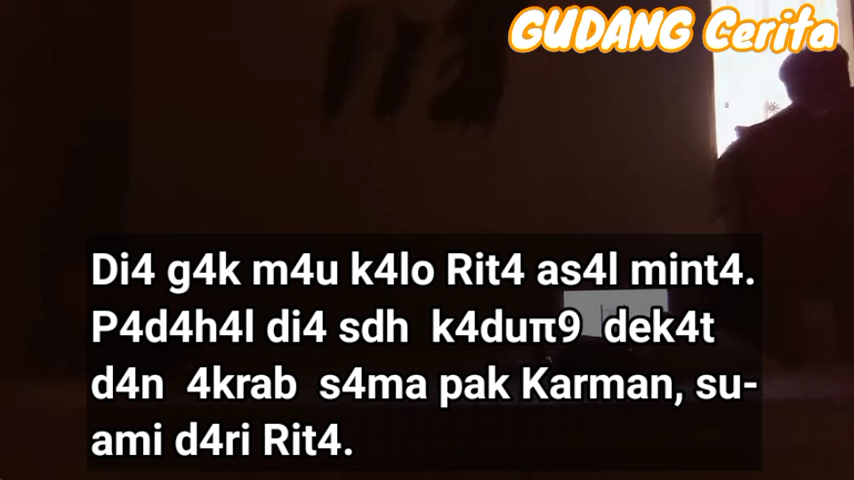 GUDANG Cerita
Di4 g4k m4u k4lo Rit4 as4l mint4.
P4d4h4l di4 sdh k4duπ9 dek4t
d4n 4krab s4ma pak Karman, su-
ami d4ri Rit4.